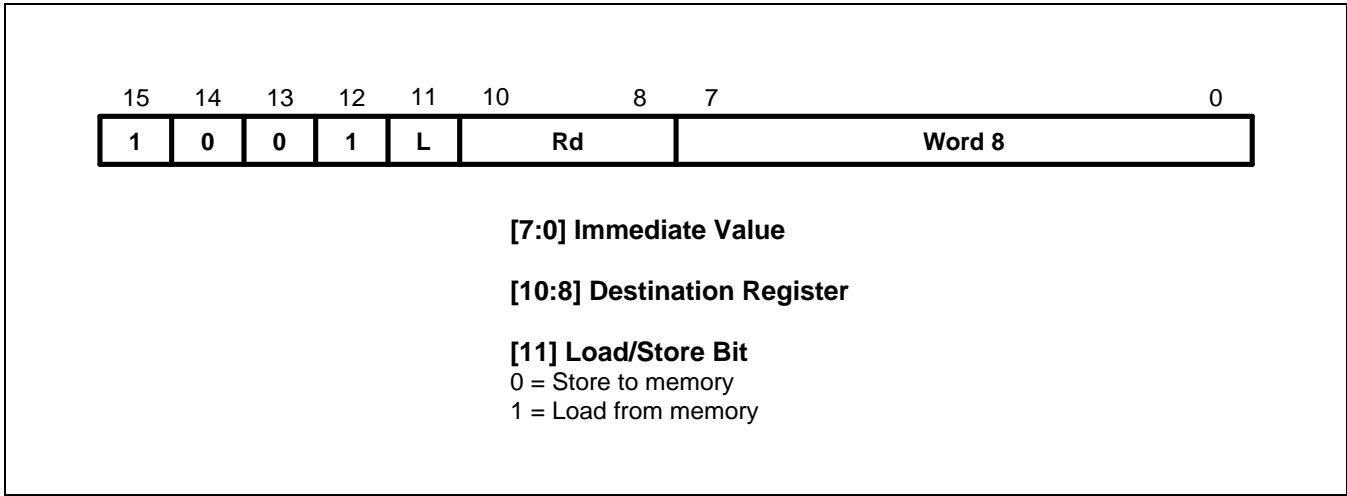 15 14 13 12 11 10 8 7 0
1 0 0 1 L Rd Word 8
[7:0] Immediate Value
[10:8] Destination Register
[11] Load/Store Bit
0 = Store to memory
1 = Load from memory